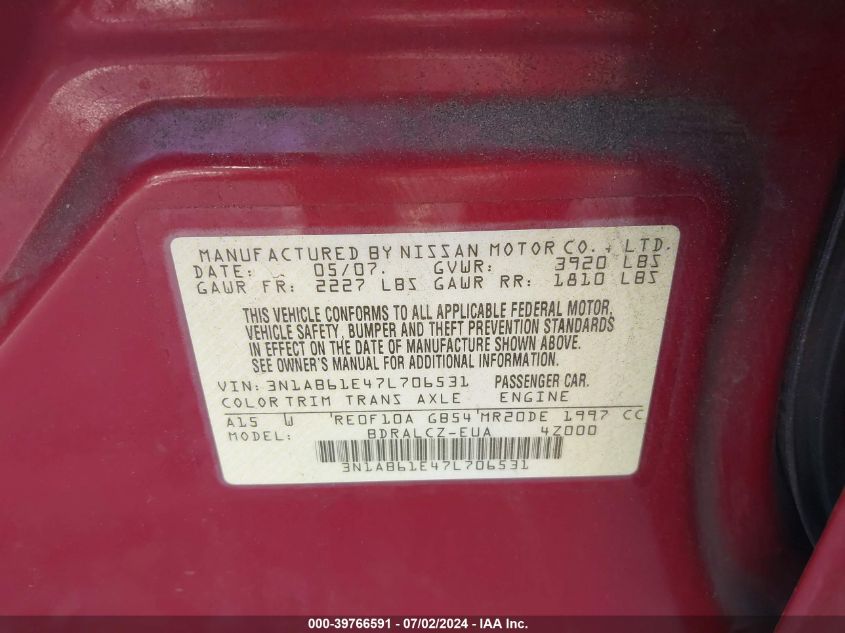 MANUFACTURED BY NISSAN MOTOR CO., LTD.
DATE: 05/07. GVWR: 3920 LBS
GAWR FR: 2227 LBS GAWR RR: 1810 LBS
THIS VEHICLE CONFORMS TO ALL APPLICABLE FEDERAL MOTOR
VEHICLE SAFETY, BUMPER AND THEFT PREVENTION STANDARDS
IN EFFECT ON THE DATE OF MANUFACTURE SHOWN ABOVE.
SEE OWNER'S MANUAL FOR ADDITIONAL INFORMATION.
VIN: 3N1AB61E47L706531 PASSENGER CAR.
COLOR TRIM TRANS AXLE ENGINE
A15 W RE0F10A GB54 MR20DE 1997 CC
MODEL: BDRALCZ-EUA 4Z000
3N1AB61E47L706531
000-39766591 - 07/02/2024 - IAAI.com